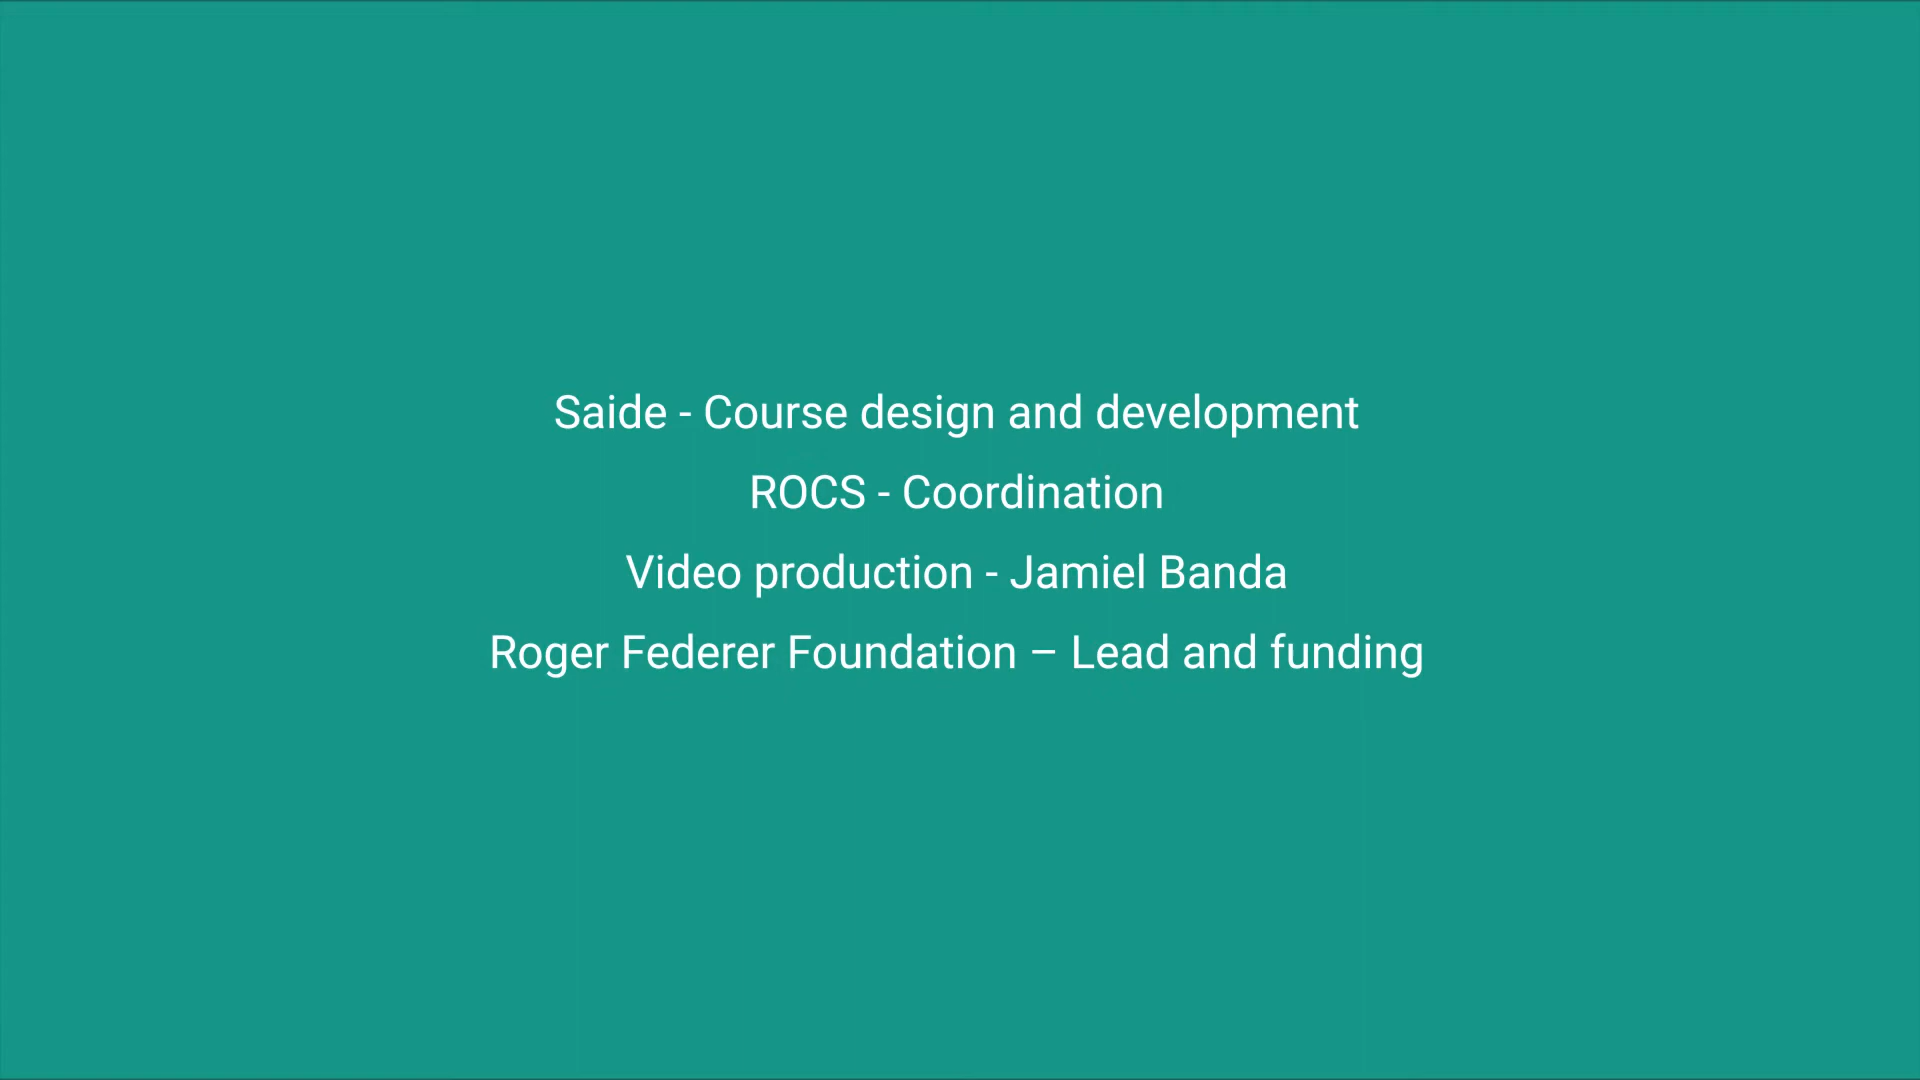 Saide - Course design and development
ROCS - Coordination
Video production - Jamiel Banda
Roger Federer Foundation – Lead and funding